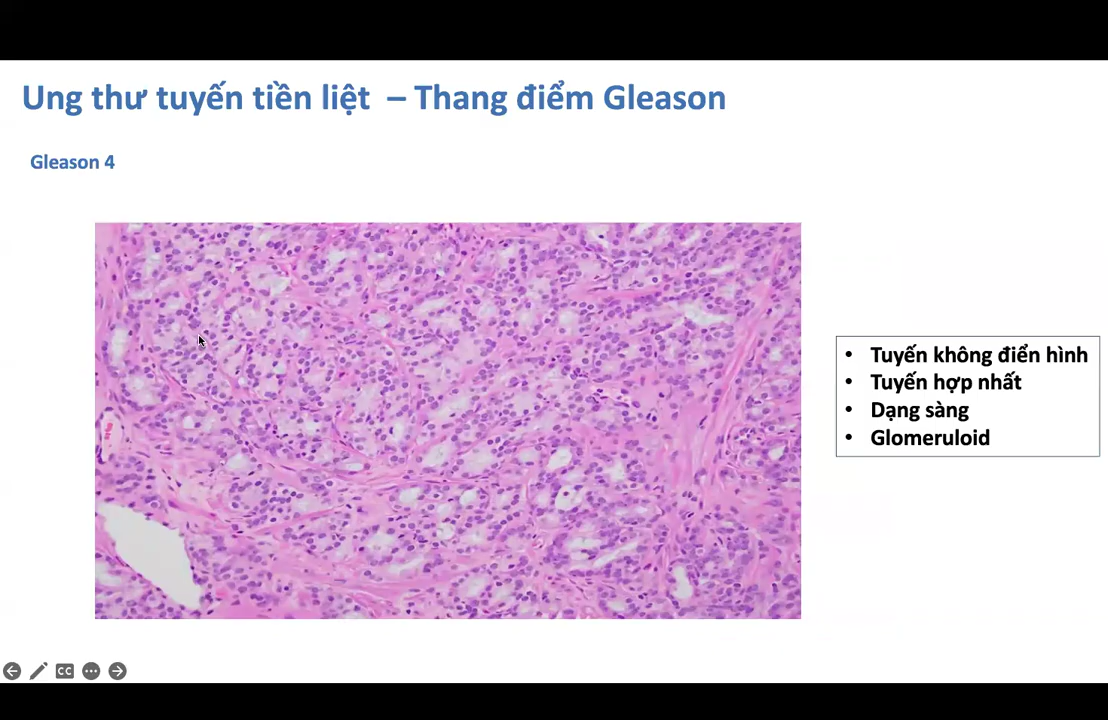 Ung thư tuyến tiền liệt – Thang điểm Gleason
Gleason 4
• Tuyến không điển hình
• Tuyến hợp nhất
• Dạng sàng
• Glomeruloid
CC